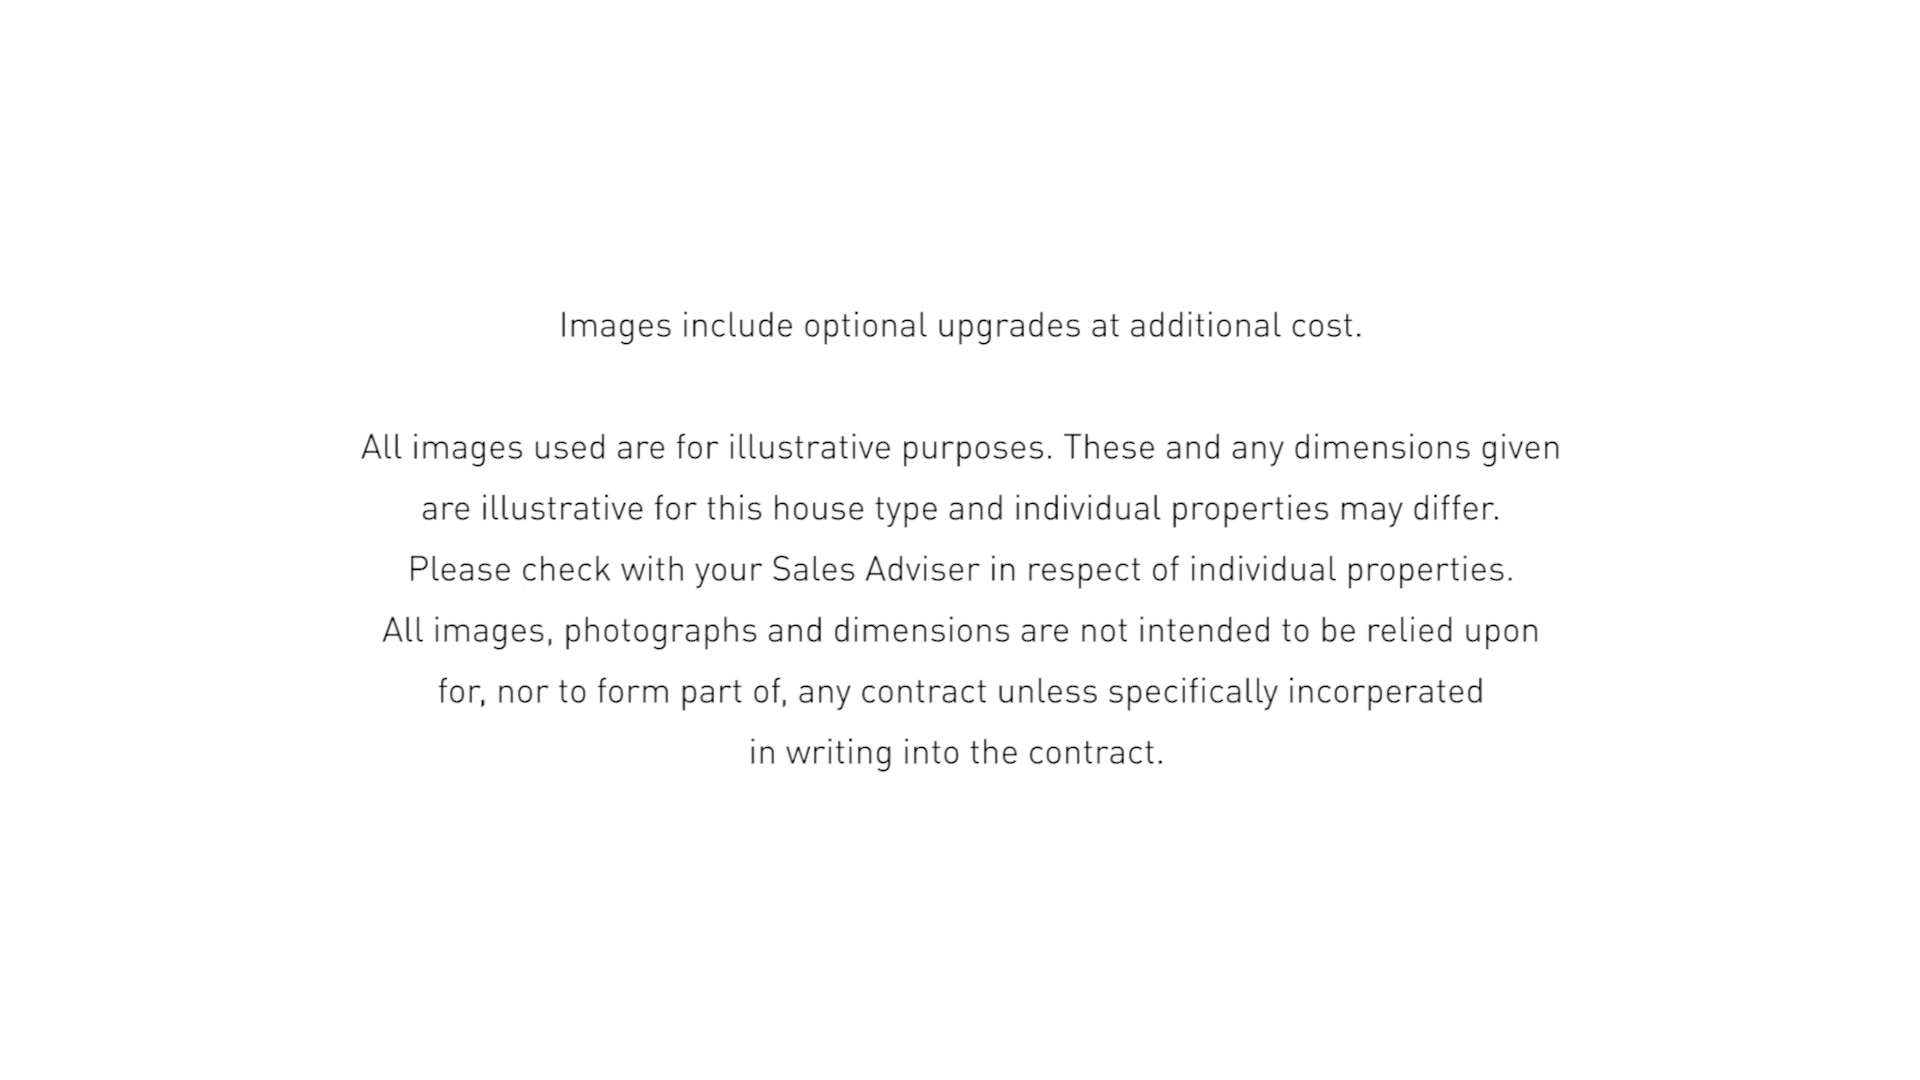 Images include optional upgrades at additional cost.
All images used are for illustrative purposes. These and any dimensions given
are illustrative for this house type and individual properties may differ.
Please check with your Sales Adviser in respect of individual properties.
All images, photographs and dimensions are not intended to be relied upon
for, nor to form part of, any contract unless specifically incorperated
in writing into the contract.